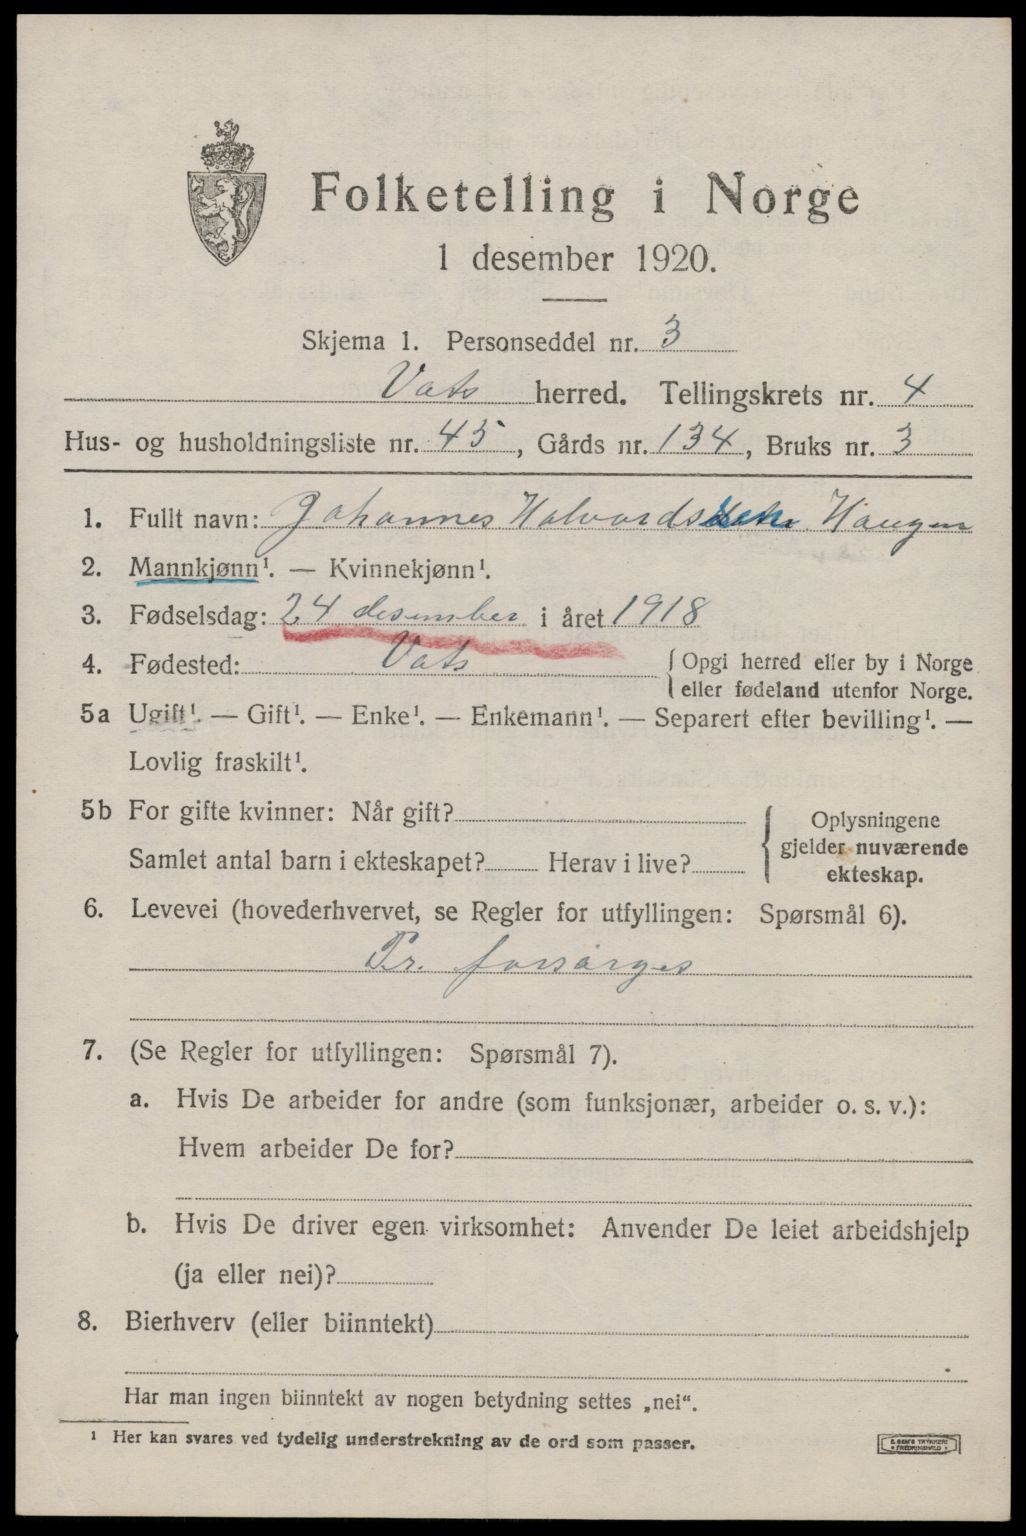 Folketelling i Norge
1 desember 1920.
Skjema 1. Personseddel nr. 3
Vats herred. Tellingskrets nr. 4
Hus- og husholdningsliste nr. 45, Gårds nr. 134, Bruks nr. 3
1. Fullt navn: Johannes Halvards Haugen
2. Mannkjønn¹. — Kvinnekjønn¹.
3. Fødselsdag: 24 desember i året 1918
4. Fødested: Vats
{Opgi herred eller by i Norge
eller fødeland utenfor Norge.
5a Ugift¹. — Gift¹. — Enke¹. — Enkemann¹. — Separert efter bevilling¹. —
Lovlig fraskilt¹.
5b For gifte kvinner: Når gift?
Samlet antal barn i ekteskapet? Herav i live?
{Oplysningene
gjelder nuværende
ekteskap.
6. Levevei (hovederhvervet, se Regler for utfyllingen: Spørsmål 6).
Pr. forsørges
7. (Se Regler for utfyllingen: Spørsmål 7).
a. Hvis De arbeider for andre (som funksjonær, arbeider o. s. v.):
Hvem arbeider De for?
b. Hvis De driver egen virksomhet: Anvender De leiet arbeidshjelp
(ja eller nei)?
8. Bierhverv (eller biinntekt)
Har man ingen biinntekt av nogen betydning settes „nei".
¹ Her kan svares ved tydelig understrekning av de ord som passer.